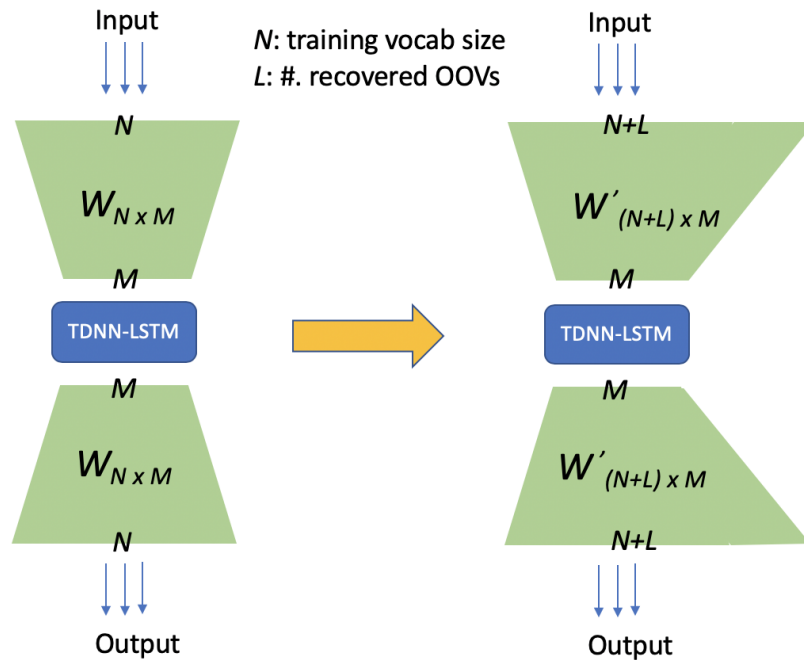 Input
N: training vocab size
L: #. recovered OOVs
Input
N
W N x M
M
TDNN-LSTM
M
W N x M
N
Output
N+L
W' (N+L) x M
M
TDNN-LSTM
M
W' (N+L) x M
N+L
Output